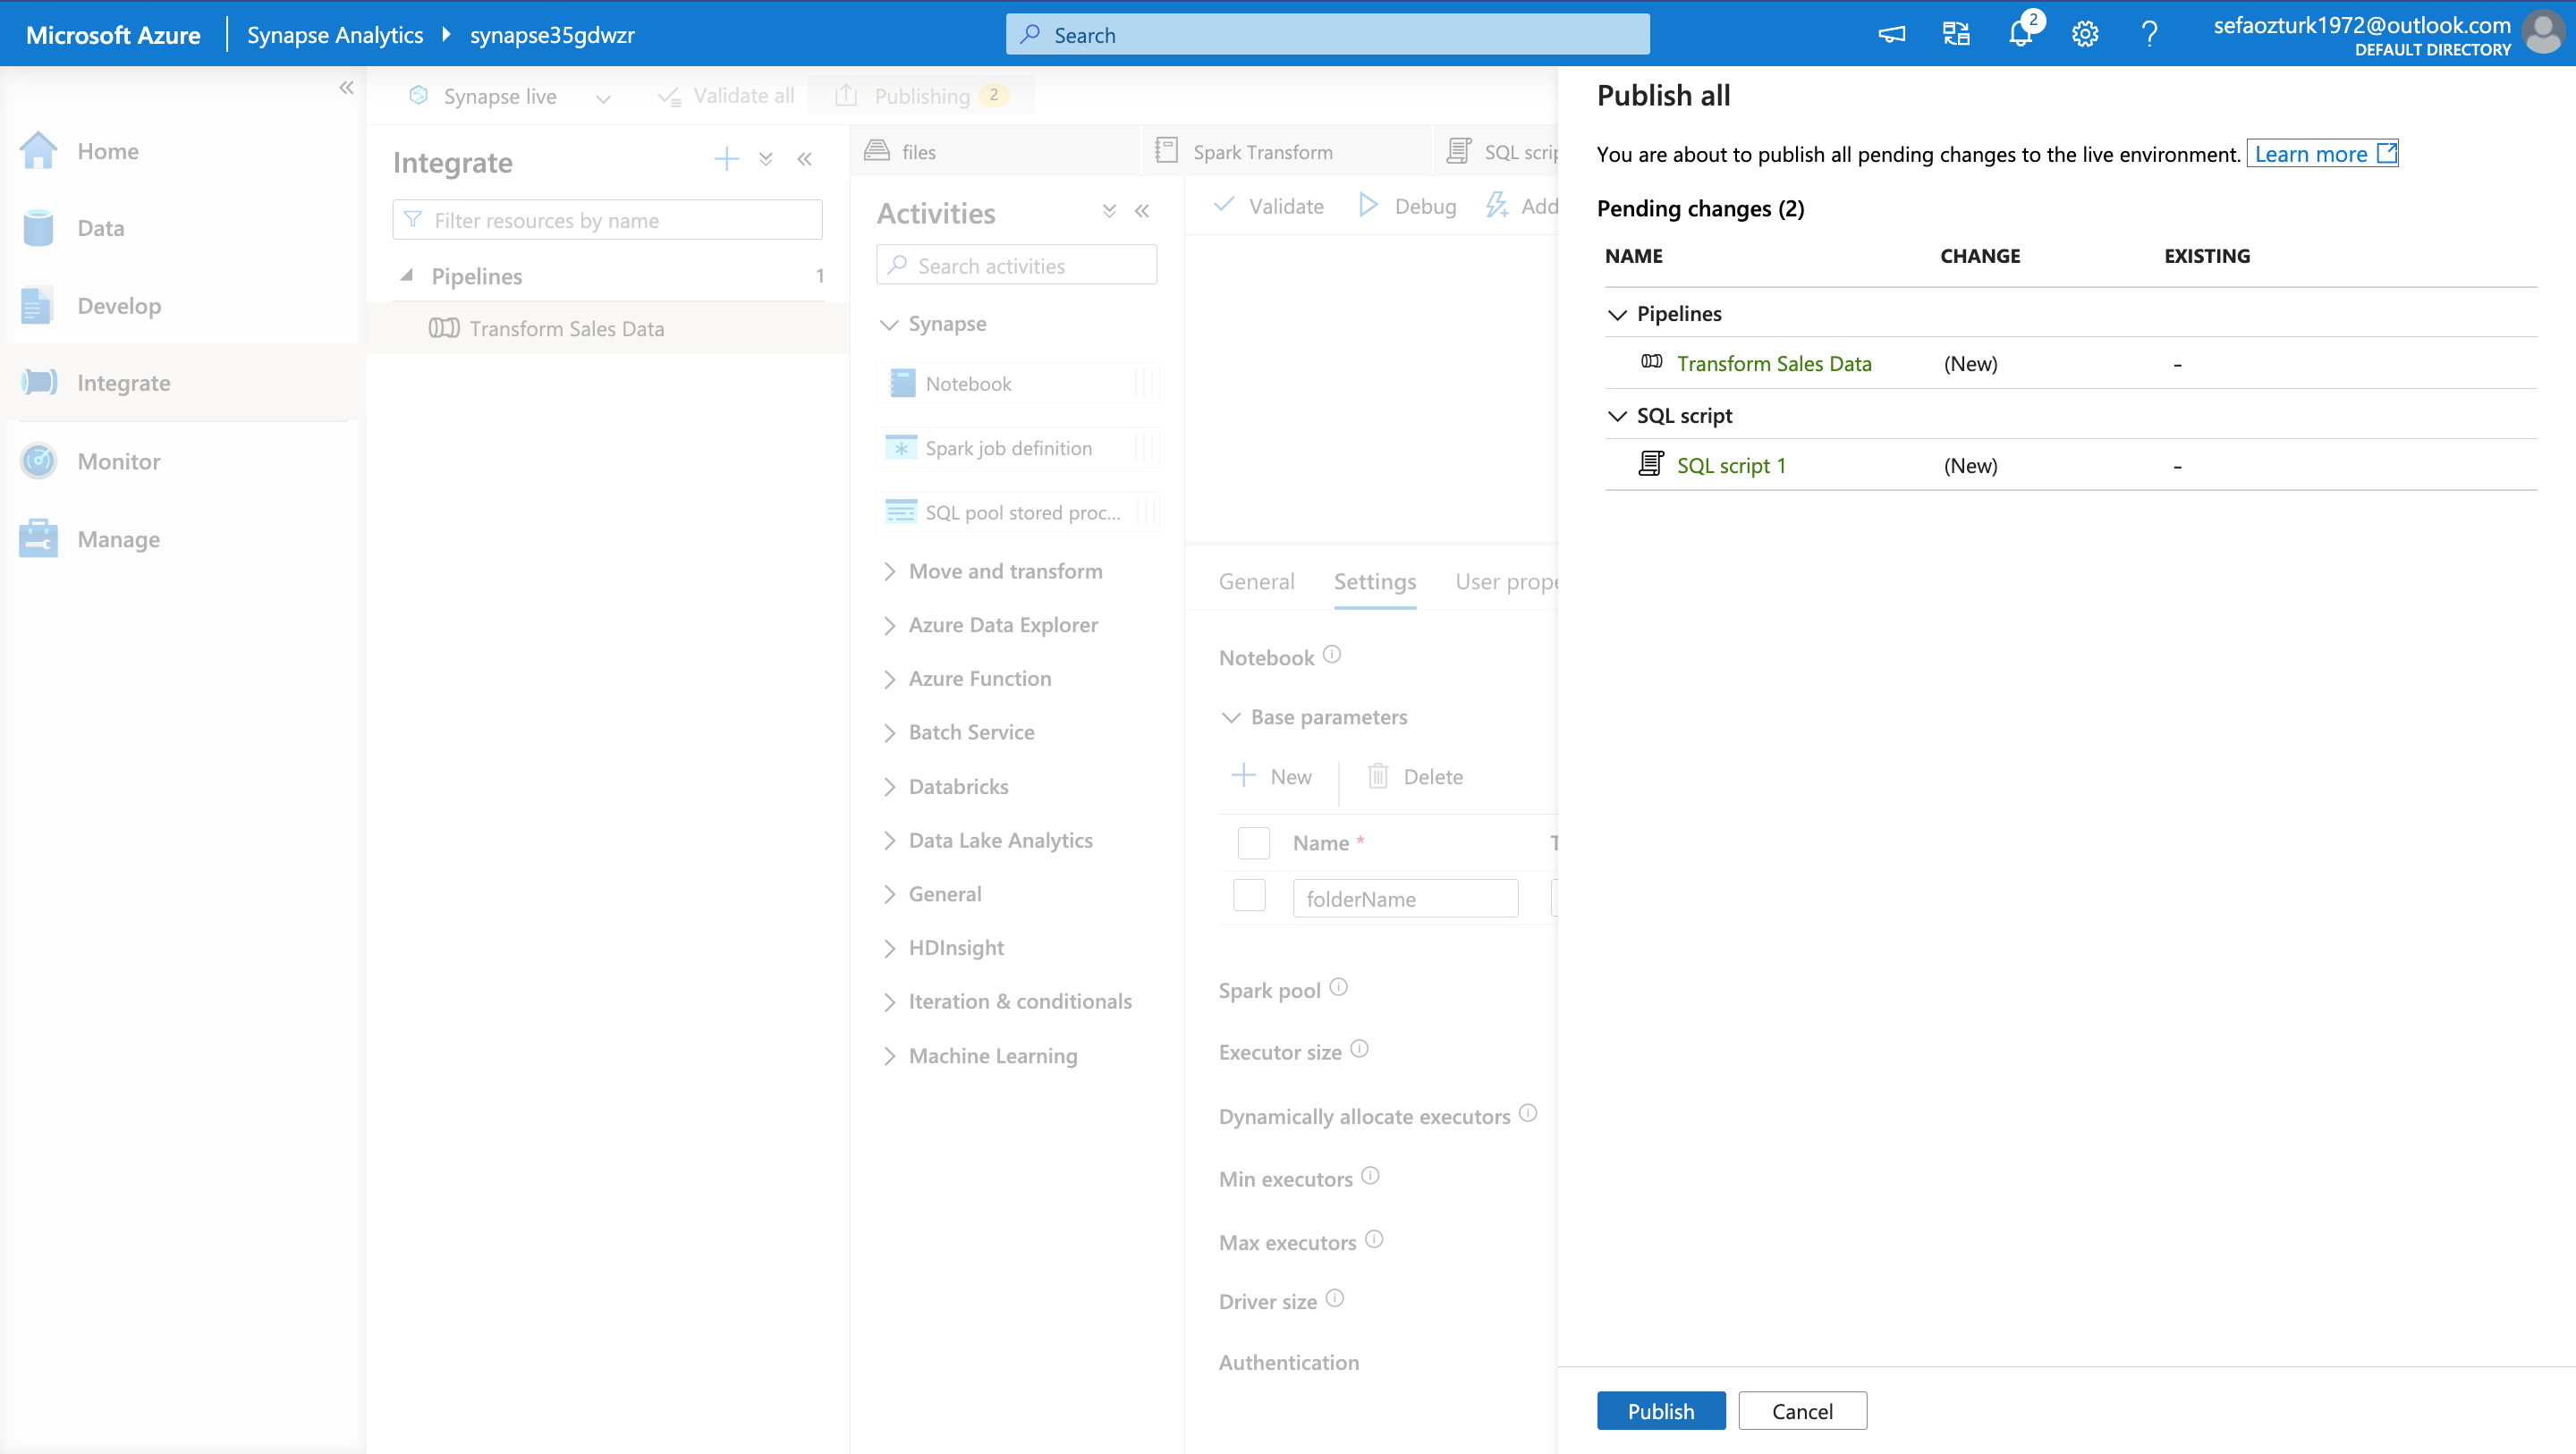 Microsoft Azure
Synapse Analytics
synapse35gdwzr
Search
2
sefaozturk1972@outlook.com
DEFAULT DIRECTORY
Home
Data
Develop
Integrate
Monitor
Manage
Synapse live
Validate all
Publishing 2
Integrate
Filter resources by name
Pipelines 1
Transform Sales Data
files
Spark Transform
SQL scrip
Activities
Search activities
Synapse
Notebook
Spark job definition
SQL pool stored proc...
Move and transform
Azure Data Explorer
Azure Function
Batch Service
Databricks
Data Lake Analytics
General
HDInsight
Iteration & conditionals
Machine Learning
Validate
Debug
Add
General
Settings
User prope
Notebook
Base parameters
New
Delete
Name *
folderName
Spark pool
Executor size
Dynamically allocate executors
Min executors
Max executors
Driver size
Authentication
Publish all
You are about to publish all pending changes to the live environment. Learn more
Pending changes (2)
NAME CHANGE EXISTING
Pipelines
Transform Sales Data (New) -
SQL script
SQL script 1 (New) -
Publish
Cancel